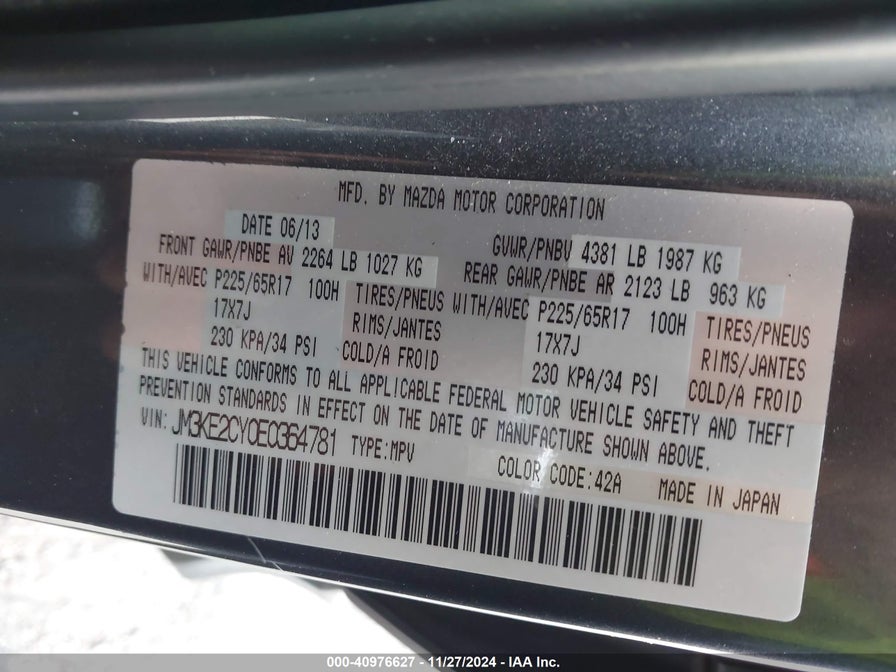 MFD. BY MAZDA MOTOR CORPORATION
DATE 06/13 GVWR/PNBV 4381 LB 1987 KG
FRONT GAWR/PNBE AV 2264 LB 1027 KG REAR GAWR/PNBE AR 2123 LB 963 KG
WITH/AVEC P225/65R17 100H TIRES/PNEUS WITH/AVEC P225/65R17 100H TIRES/PNEUS
17X7J RIMS/JANTES 17X7J RIMS/JANTES
230 KPA/34 PSI COLD/A FROID 230 KPA/34 PSI COLD/A FROID
THIS VEHICLE CONFORMS TO ALL APPLICABLE FEDERAL MOTOR VEHICLE SAFETY AND THEFT
PREVENTION STANDARDS IN EFFECT ON THE DATE OF MANUFACTURE SHOWN ABOVE.
VIN: JM3KE2CY0E0364781 TYPE:MPV COLOR CODE:42A MADE IN JAPAN
000-40976627 - 11/27/2024 - IAA Inc.